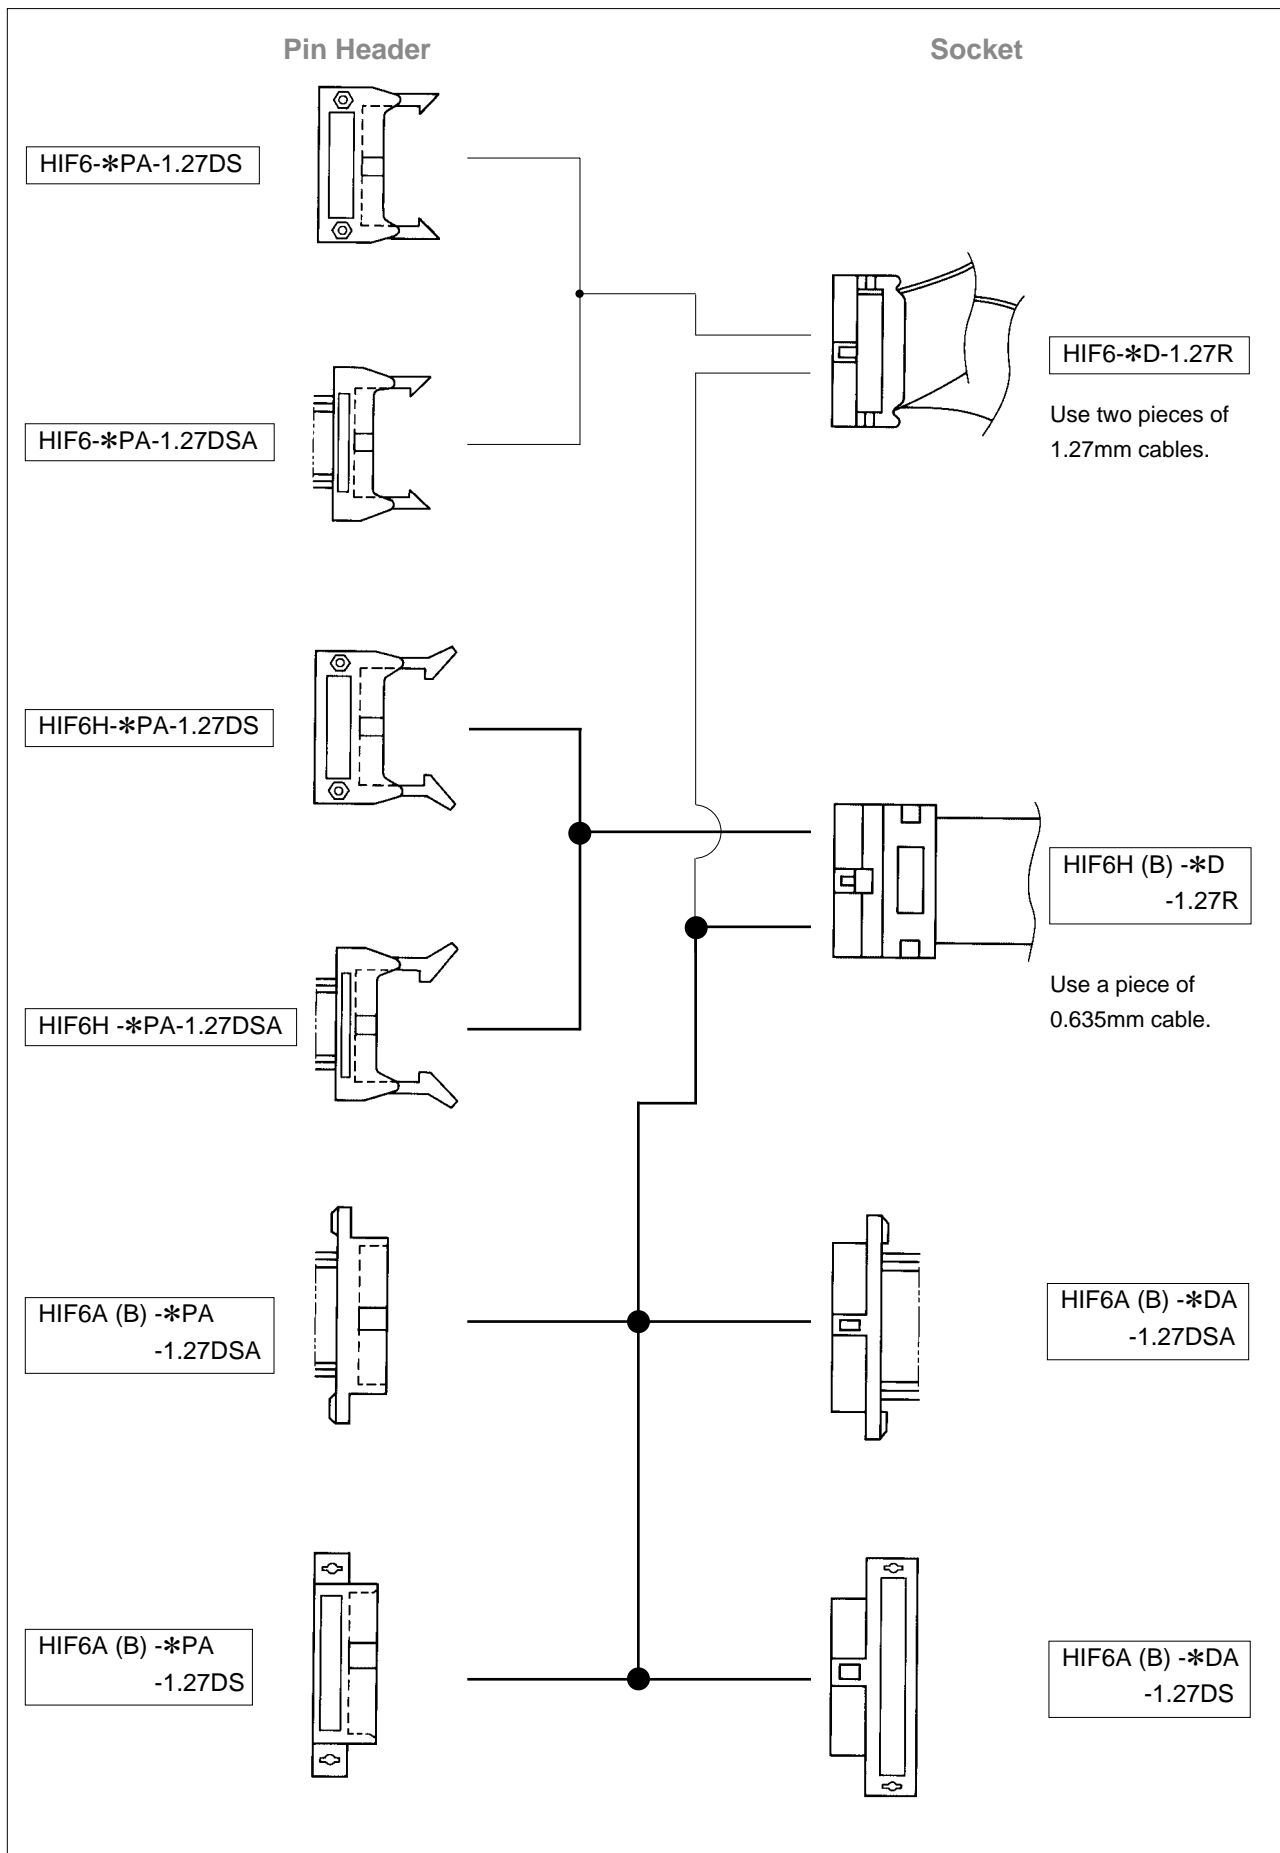 Pin Header
Socket
HIF6-✻PA-1.27DS
HIF6-✻D-1.27R
Use two pieces of
1.27mm cables.
HIF6-✻PA-1.27DSA
HIF6H-✻PA-1.27DS
HIF6H (B) -✻D
-1.27R
Use a piece of
0.635mm cable.
HIF6H -✻PA-1.27DSA
HIF6A (B) -✻PA
-1.27DSA
HIF6A (B) -✻DA
-1.27DSA
HIF6A (B) -✻PA
-1.27DS
HIF6A (B) -✻DA
-1.27DS